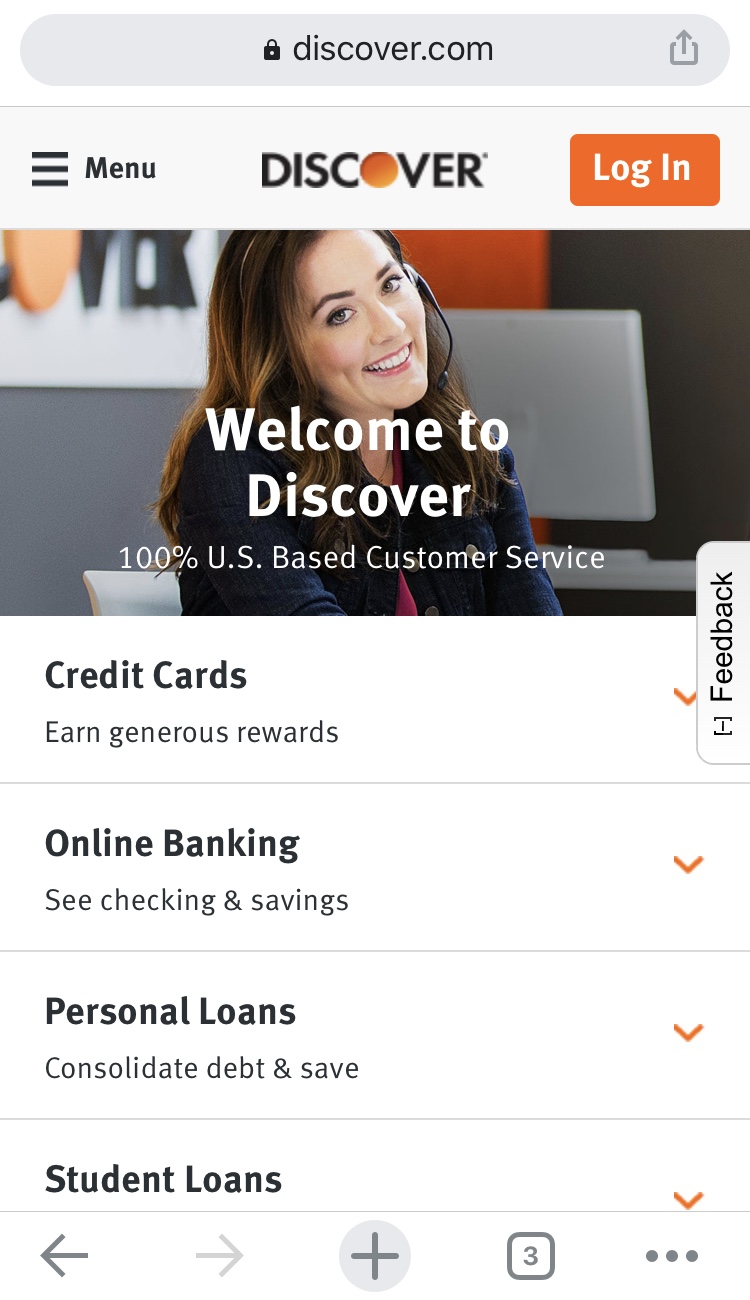 discover.com
Menu
DISCOVER
Log In
Welcome to
Discover
100% U.S. Based Customer Service
Feedback
[-]
Credit Cards
Earn generous rewards
Online Banking
See checking & savings
Personal Loans
Consolidate debt & save
Student Loans
3